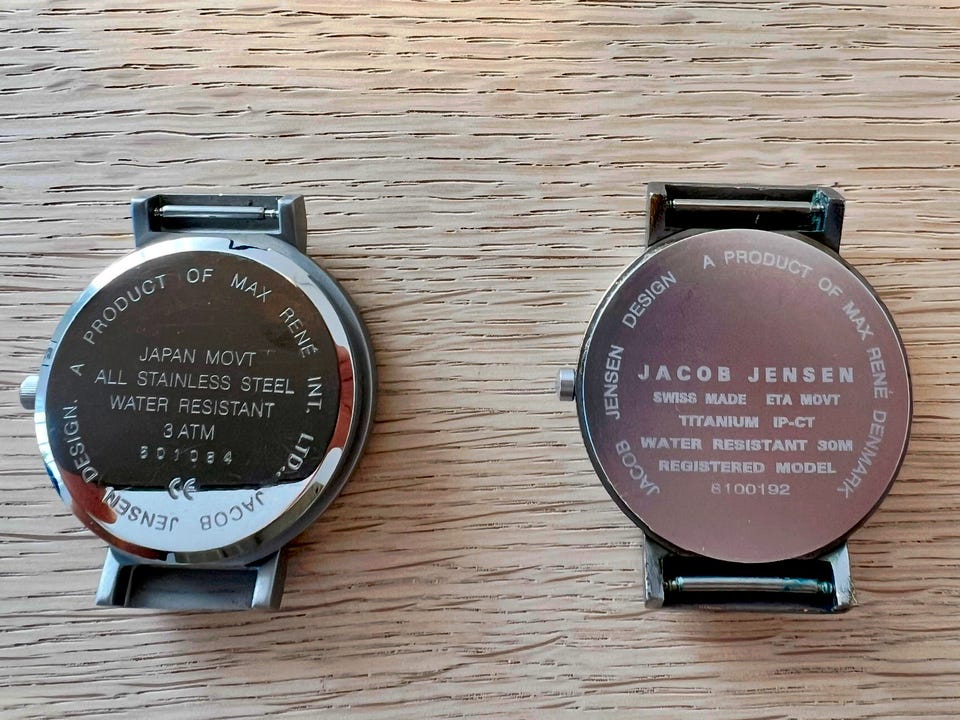 A PRODUCT OF MAX RENÉ INT. LTD., JACOB JENSEN DESIGN.
JAPAN MOVT
ALL STAINLESS STEEL
WATER RESISTANT
3 ATM
501084
CE
JACOB JENSEN DESIGN A PRODUCT OF MAX RENÉ DENMARK
JACOB JENSEN
SWISS MADE ETA MOVT
TITANIUM IP-CT
WATER RESISTANT 30M
REGISTERED MODEL
8100192